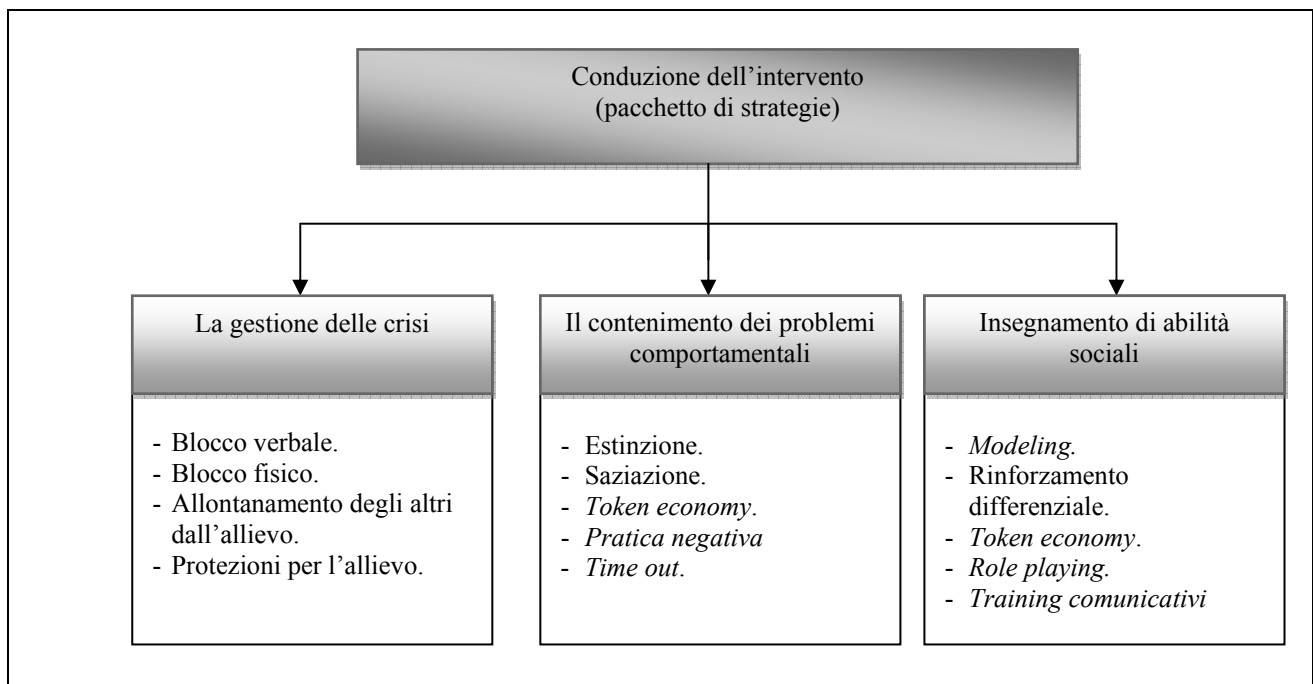 Conduzione dell’intervento
(pacchetto di strategie)
La gestione delle crisi
- Blocco verbale.
- Blocco fisico.
- Allontanamento degli altri
dall’allievo.
- Protezioni per l’allievo.
Il contenimento dei problemi
comportamentali
- Estinzione.
- Saziazione.
- Token economy.
- Pratica negativa
- Time out.
Insegnamento di abilità
sociali
- Modeling.
- Rinforzamento
differenziale.
- Token economy.
- Role playing.
- Training comunicativi